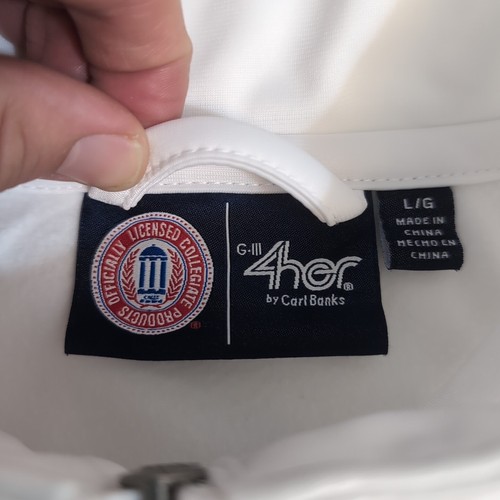 OFFICIALLY LICENSED COLLEGIATE PRODUCTS
G-III
4her®
by Carl Banks
®
L/G
MADE IN
CHINA
HECHO EN
CHINA